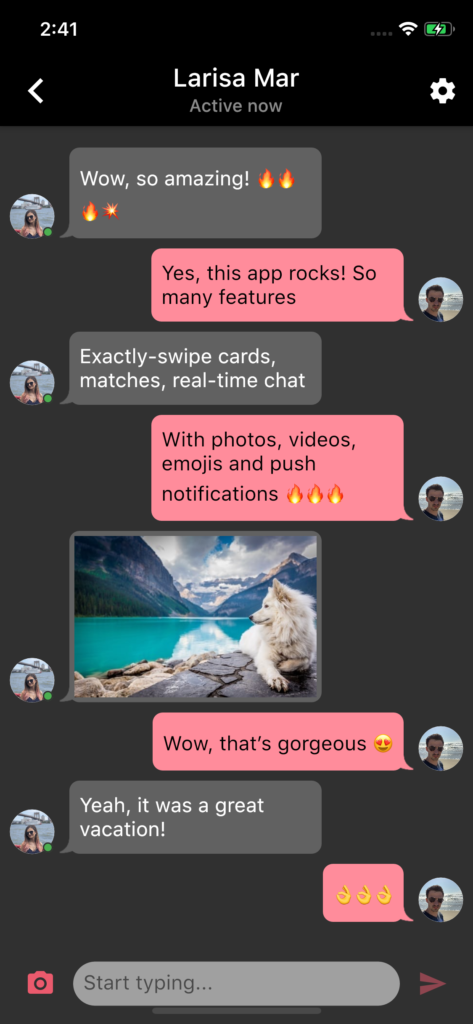 2:41
Larisa Mar
Active now
Wow, so amazing! 🔥🔥
🔥💥
Yes, this app rocks! So
many features
Exactly-swipe cards,
matches, real-time chat
With photos, videos,
emojis and push
notifications 🔥🔥🔥
Wow, that’s gorgeous 😍
Yeah, it was a great
vacation!
👌👌👌
Start typing...